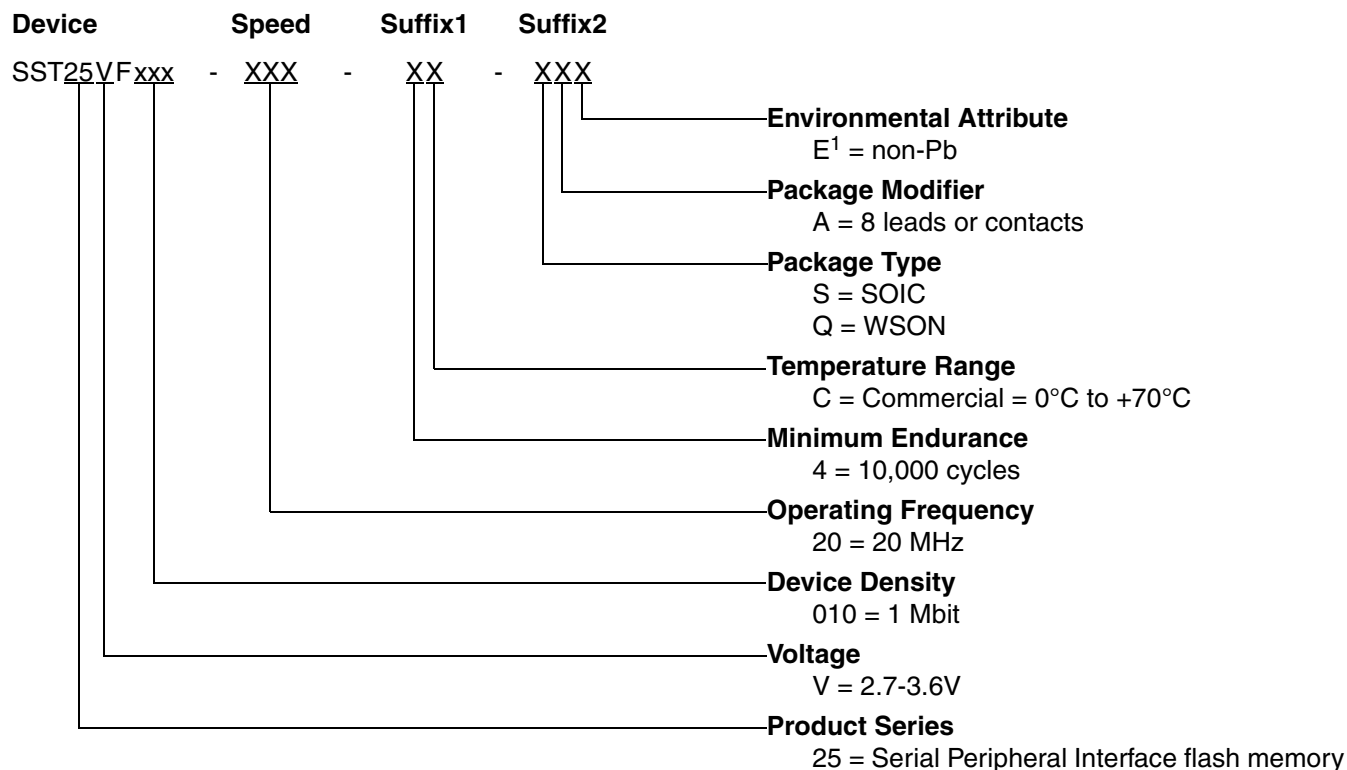 Device Speed Suffix1 Suffix2
SST25VFxxx - XXX - XX - XXX
Environmental Attribute
E1 = non-Pb
Package Modifier
A = 8 leads or contacts
Package Type
S = SOIC
Q = WSON
Temperature Range
C = Commercial = 0°C to +70°C
Minimum Endurance
4 = 10,000 cycles
Operating Frequency
20 = 20 MHz
Device Density
010 = 1 Mbit
Voltage
V = 2.7-3.6V
Product Series
25 = Serial Peripheral Interface flash memory